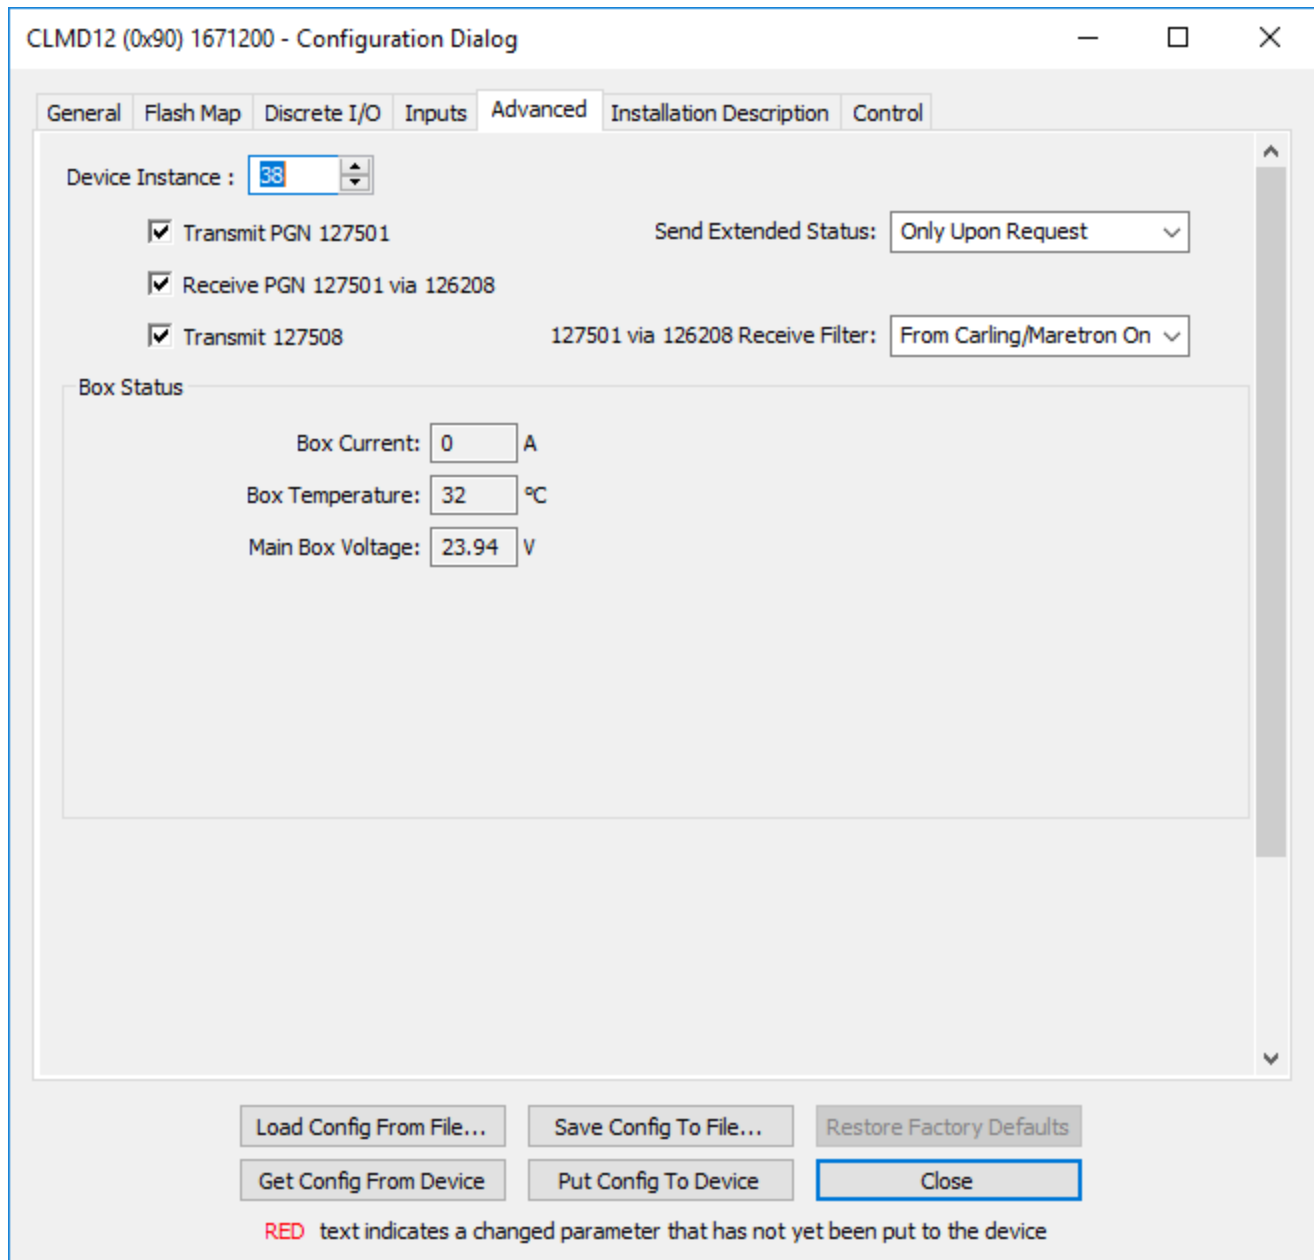 CLMD12 (0x90) 1671200 - Configuration Dialog
General Flash Map Discrete I/O Inputs Advanced Installation Description Control
Device Instance : 38
Transmit PGN 127501 Send Extended Status: Only Upon Request
Receive PGN 127501 via 126208
Transmit 127508 127501 via 126208 Receive Filter: From Carling/Maretron On
Box Status
Box Current: 0 A
Box Temperature: 32 °C
Main Box Voltage: 23.94 V
Load Config From File... Save Config To File... Restore Factory Defaults
Get Config From Device Put Config To Device Close
RED text indicates a changed parameter that has not yet been put to the device